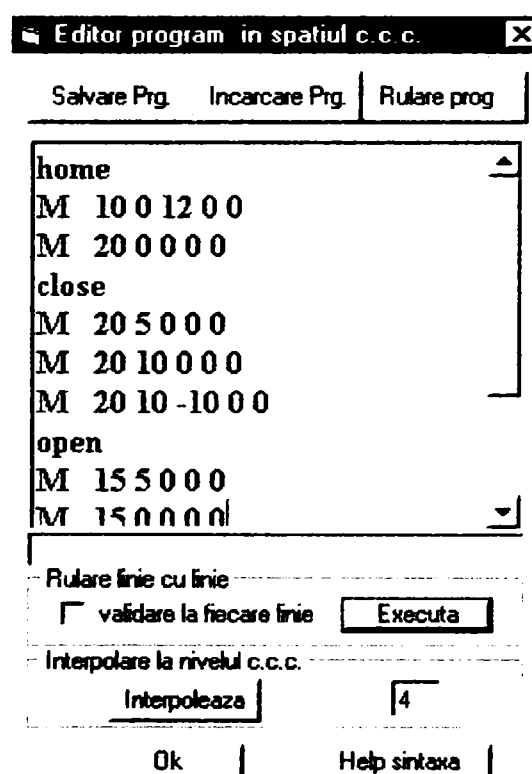 Editor program in spatiul c.c.c.
Salvare Prg. Incarcare Prg. Rulare prog
home
M 10 0 12 0 0
M 20 0 0 0 0
close
M 20 5 0 0 0
M 20 10 0 0 0
M 20 10 -10 0 0
open
M 15 5 0 0 0
M 15 0 0 0 0
Rulare linie cu linie
validare la fiecare linie Executa
Interpolare la nivelul c.c.c.
Interpoleaza 4
Ok Help sintaxa